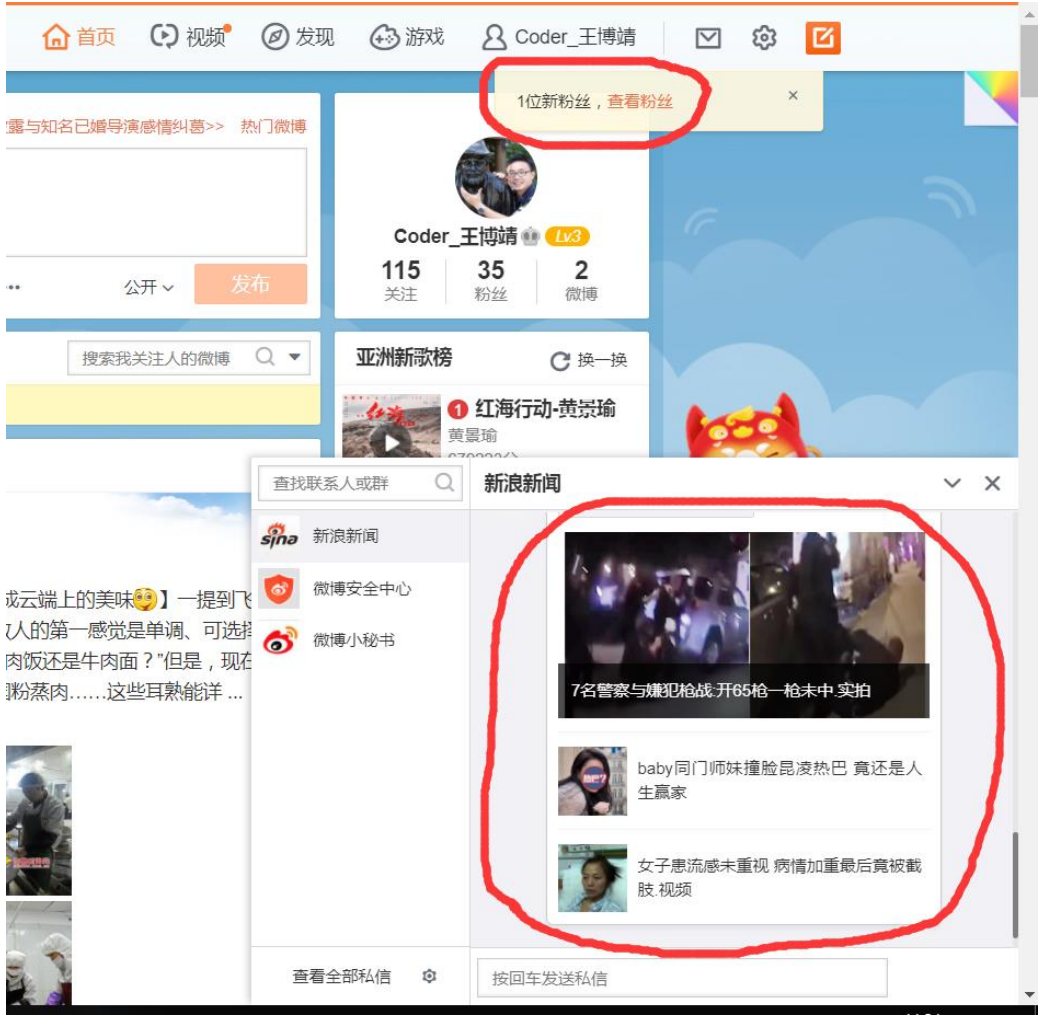 首页 视频 发现 游戏 Coder_王博靖
1位新粉丝，查看粉丝 ×
露与知名已婚导演感情纠葛>> 热门微博
Coder_王博靖 Lv3
115 35 2
关注 粉丝 微博
公开 发布
搜索我关注人的微博
亚洲新歌榜 换一换
1 红海行动-黄景瑜
黄景瑜
查找联系人或群
新浪新闻
sina 新浪新闻
微博安全中心
微博小秘书
成云端上的美味 】一提到飞
人的第一感觉是单调、可选择
肉饭还是牛肉面？”但是，现在
粉蒸肉……这些耳熟能详 ...
7名警察与嫌犯枪战:开65枪一枪未中.实拍
baby同门师妹撞脸昆凌热巴 竟还是人
生赢家
女子患流感未重视 病情加重最后竟被截
肢.视频
查看全部私信
按回车发送私信